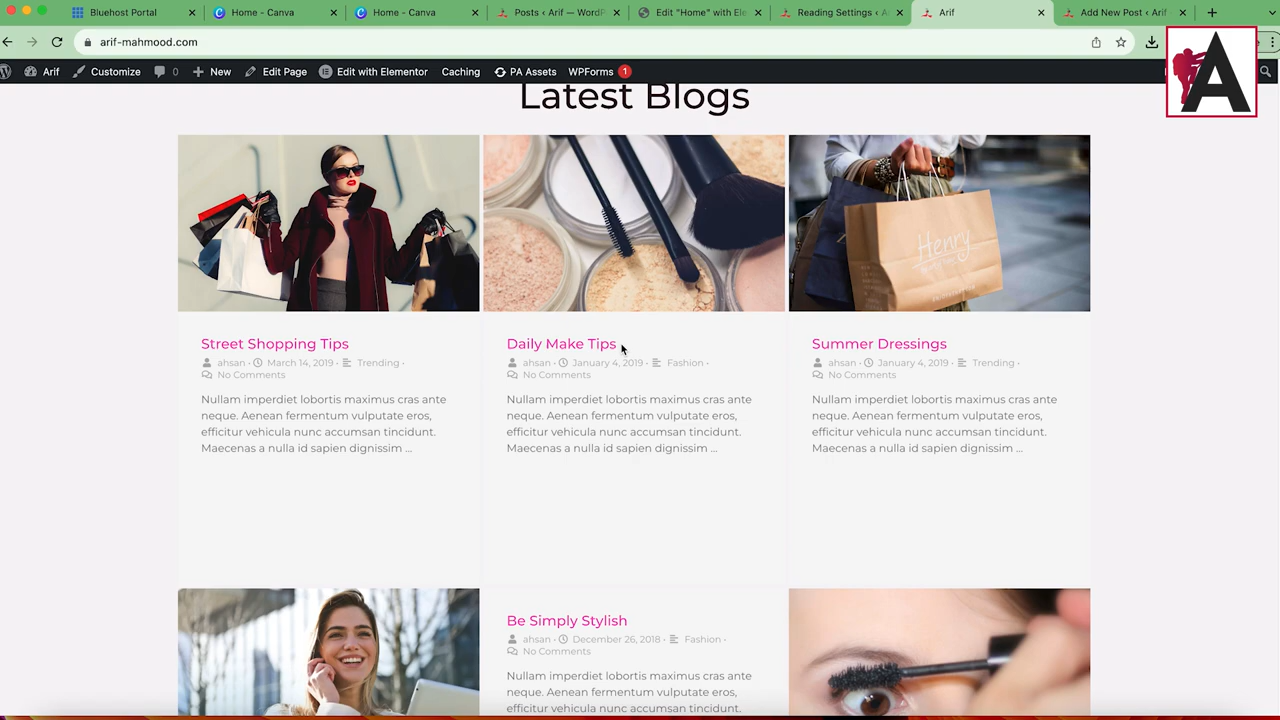 Bluehost Portal
Home - Canva
Home - Canva
Posts ‹ Arif — WordP
Edit "Home" with Ele
Reading Settings ‹ A
Arif
Add New Post ‹ Arif
arif-mahmood.com
Arif
Customize
0
New
Edit Page
Edit with Elementor
Caching
PA Assets
WPForms
1
A
Latest Blogs
Henry
Street Shopping Tips
ahsan · March 14, 2019 · Trending ·
No Comments
Nullam imperdiet lobortis maximus cras ante
neque. Aenean fermentum vulputate eros,
efficitur vehicula nunc accumsan tincidunt.
Maecenas a nulla id sapien dignissim ...
Daily Make Tips
ahsan · January 4, 2019 · Fashion ·
No Comments
Nullam imperdiet lobortis maximus cras ante
neque. Aenean fermentum vulputate eros,
efficitur vehicula nunc accumsan tincidunt.
Maecenas a nulla id sapien dignissim ...
Summer Dressings
ahsan · January 4, 2019 · Trending ·
No Comments
Nullam imperdiet lobortis maximus cras ante
neque. Aenean fermentum vulputate eros,
efficitur vehicula nunc accumsan tincidunt.
Maecenas a nulla id sapien dignissim ...
Be Simply Stylish
ahsan · December 26, 2018 · Fashion ·
No Comments
Nullam imperdiet lobortis maximus cras ante
neque. Aenean fermentum vulputate eros,